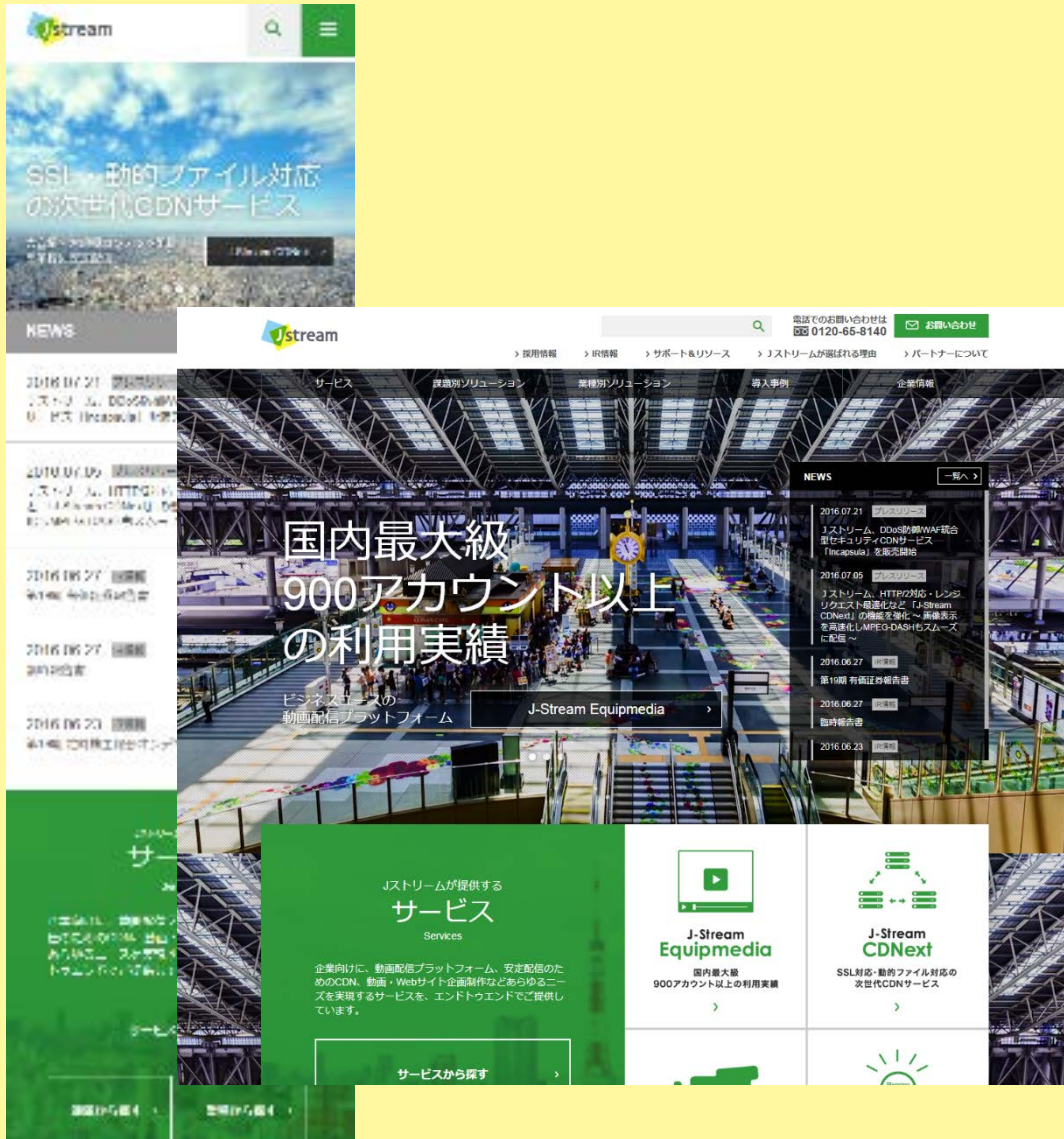 Jstream
SSL・動的ファイル対応
の次世代CDNサービス
NEWS
2016.07.21
2016.07.05
2016.06.27
2016.06.27
2016.06.23
Jstream
電話でのお問い合わせは
0120-65-8140
お問い合わせ
› 採用情報 › IR情報 › サポート＆リソース › Jストリームが選ばれる理由 › パートナーについて
サービス 課題別ソリューション 業種別ソリューション 導入事例 企業情報
国内最大級
900アカウント以上
の利用実績
ビジネスユースの
動画配信プラットフォーム
J-Stream Equipmedia ›
NEWS 一覧へ ›
2016.07.21 プレスリリース
Jストリーム、DDoS防御/WAF統合
型セキュリティCDNサービス
「Incapsula」を販売開始
2016.07.05 プレスリリース
Jストリーム、HTTP/2対応・レンジ
リクエスト最適化など 「J-Stream
CDNext」の機能を強化 ～ 画像表示
を高速化しMPEG-DASHもスムーズ
に配信 ～
2016.06.27 IR情報
第19期 有価証券報告書
2016.06.27 IR情報
臨時報告書
2016.06.23 IR情報
Jストリームが提供する
サービス
Services
企業向けに、動画配信プラットフォーム、安定配信のた
めのCDN、動画・Webサイト企画制作などあらゆるニー
ズを実現するサービスを、エンドトゥエンドでご提供し
ています。
サービスから探す ›
J-Stream
Equipmedia
国内最大級
900アカウント以上の利用実績
J-Stream
CDNext
SSL対応・動的ファイル対応の
次世代CDNサービス